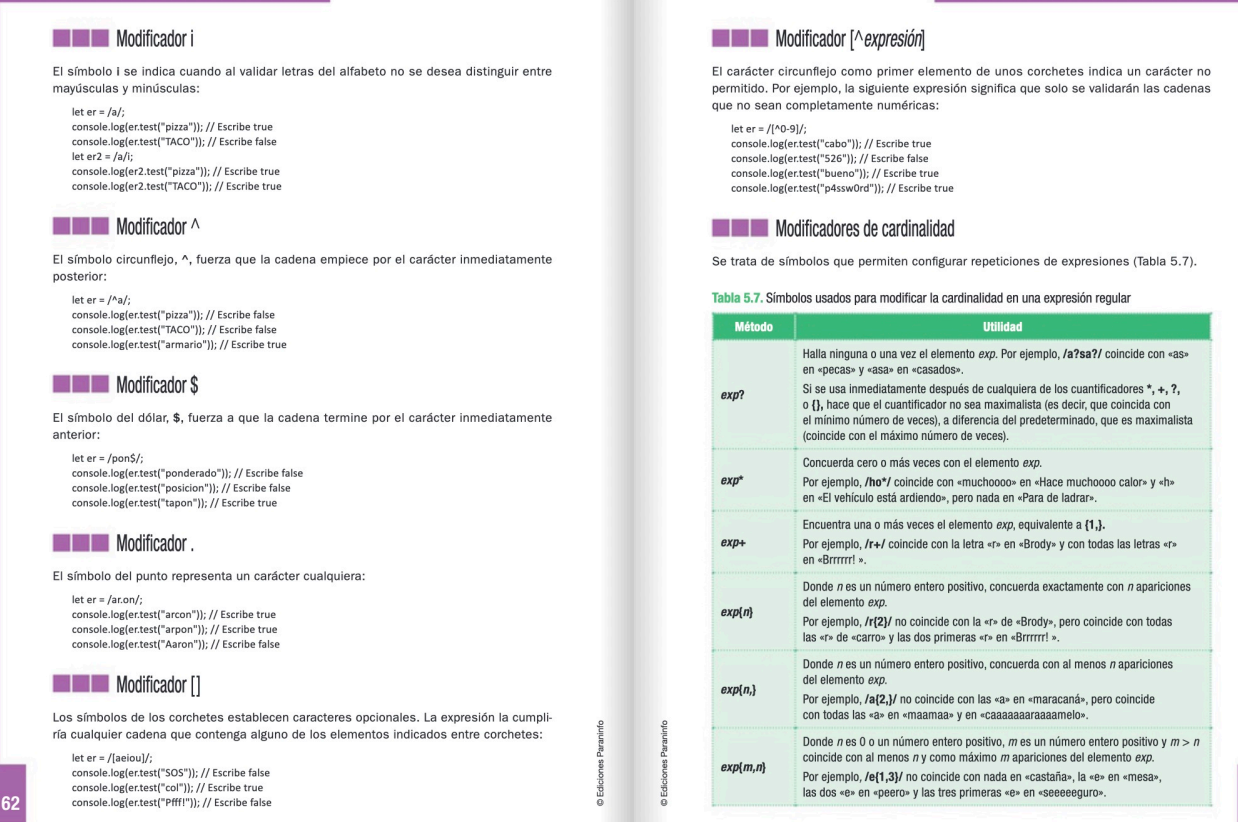 Modificador i
El símbolo i se indica cuando al validar letras del alfabeto no se desea distinguir entre
mayúsculas y minúsculas:
let er = /a/;
console.log(er.test("pizza")); // Escribe true
console.log(er.test("TACO")); // Escribe false
let er2 = /a/i;
console.log(er2.test("pizza")); // Escribe true
console.log(er2.test("TACO")); // Escribe true
Modificador ^
El símbolo circunflejo, ^, fuerza que la cadena empiece por el carácter inmediatamente
posterior:
let er = /^a/;
console.log(er.test("pizza")); // Escribe false
console.log(er.test("TACO")); // Escribe false
console.log(er.test("armario")); // Escribe true
Modificador $
El símbolo del dólar, $, fuerza a que la cadena termine por el carácter inmediatamente
anterior:
let er = /pon$/;
console.log(er.test("ponderado")); // Escribe false
console.log(er.test("posicion")); // Escribe false
console.log(er.test("tapon")); // Escribe true
Modificador .
El símbolo del punto representa un carácter cualquiera:
let er = /ar.on/;
console.log(er.test("arcon")); // Escribe true
console.log(er.test("arpon")); // Escribe true
console.log(er.test("Aaron")); // Escribe false
Modificador []
Los símbolos de los corchetes establecen caracteres opcionales. La expresión la cumpli-
ría cualquier cadena que contenga alguno de los elementos indicados entre corchetes:
let er = /[aeiou]/;
console.log(er.test("SOS")); // Escribe false
console.log(er.test("col")); // Escribe true
console.log(er.test("Pfff!")); // Escribe false
62
© Ediciones Paraninfo
© Ediciones Paraninfo
Modificador [^expresión]
El carácter circunflejo como primer elemento de unos corchetes indica un carácter no
permitido. Por ejemplo, la siguiente expresión significa que solo se validarán las cadenas
que no sean completamente numéricas:
let er = /[^0-9]/;
console.log(er.test("cabo")); // Escribe true
console.log(er.test("526")); // Escribe false
console.log(er.test("bueno")); // Escribe true
console.log(er.test("p4ssw0rd")); // Escribe true
Modificadores de cardinalidad
Se trata de símbolos que permiten configurar repeticiones de expresiones (Tabla 5.7).
Tabla 5.7. Símbolos usados para modificar la cardinalidad en una expresión regular
Método Utilidad
exp?
Halla ninguna o una vez el elemento exp. Por ejemplo, /a?sa?/ coincide con «as»
en «pecas» y «asa» en «casados».
Si se usa inmediatamente después de cualquiera de los cuantificadores *, +, ?,
o {}, hace que el cuantificador no sea maximalista (es decir, que coincida con
el mínimo número de veces), a diferencia del predeterminado, que es maximalista
(coincide con el máximo número de veces).
exp*
Concuerda cero o más veces con el elemento exp.
Por ejemplo, /ho*/ coincide con «muchoooo» en «Hace muchoooo calor» y «h»
en «El vehículo está ardiendo», pero nada en «Para de ladrar».
exp+
Encuentra una o más veces el elemento exp, equivalente a {1,}.
Por ejemplo, /r+/ coincide con la letra «r» en «Brody» y con todas las letras «r»
en «Brrrrrr! ».
exp{n}
Donde n es un número entero positivo, concuerda exactamente con n apariciones
del elemento exp.
Por ejemplo, /r{2}/ no coincide con la «r» de «Brody», pero coincide con todas
las «r» de «carro» y las dos primeras «r» en «Brrrrrr! ».
exp{n,}
Donde n es un número entero positivo, concuerda con al menos n apariciones
del elemento exp.
Por ejemplo, /a{2,}/ no coincide con las «a» en «maracaná», pero coincide
con todas las «a» en «maamaa» y en «caaaaaaaraaaamelo».
exp{m,n}
Donde n es 0 o un número entero positivo, m es un número entero positivo y m > n
coincide con al menos n y como máximo m apariciones del elemento exp.
Por ejemplo, /e{1,3}/ no coincide con nada en «castaña», la «e» en «mesa»,
las dos «e» en «peero» y las tres primeras «e» en «seeeeeguro».